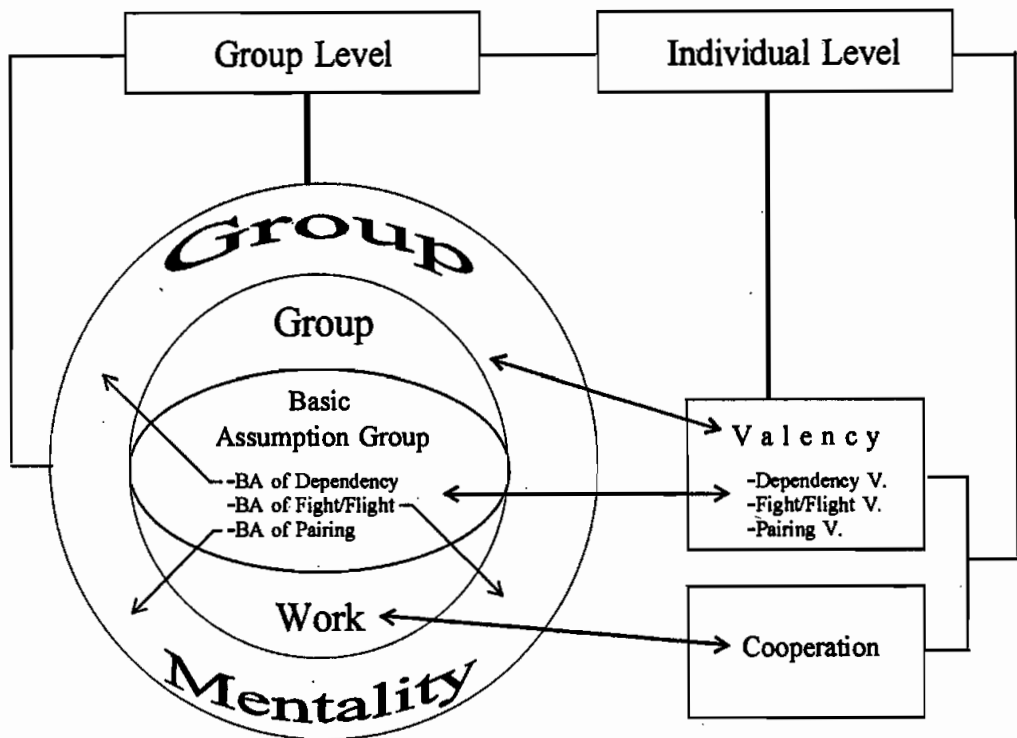 Group Level
Individual Level
Group
Group
Basic
Assumption Group
-BA of Dependency
-BA of Fight/Flight
-BA of Pairing
Work
Mentality
Valency
-Dependency V.
-Fight/Flight V.
-Pairing V.
Cooperation